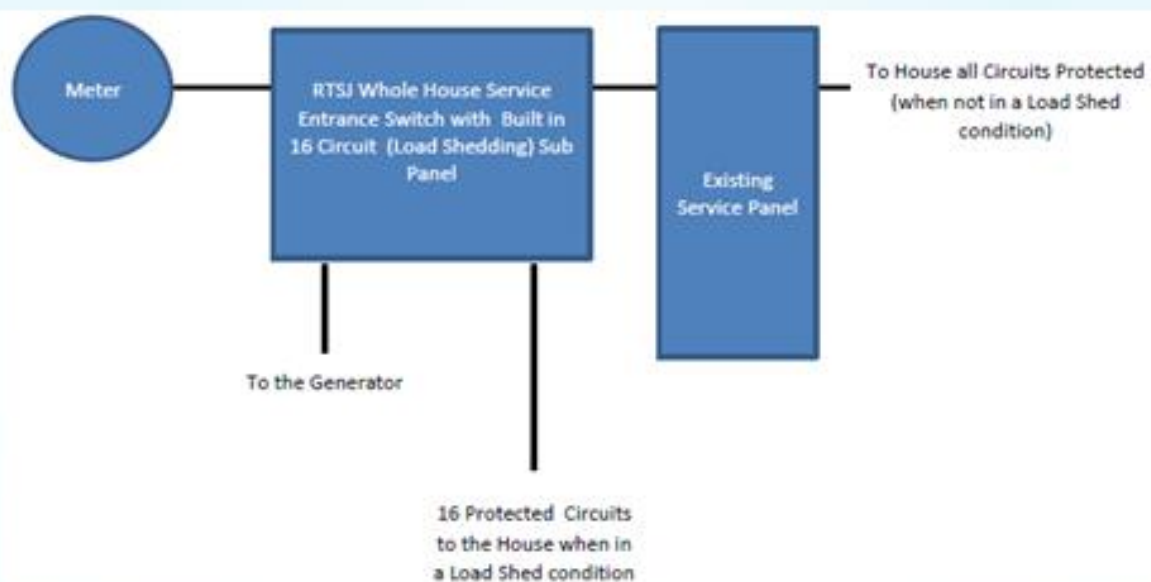 Meter
RTSJ Whole House Service
Entrance Switch with Built in
16 Circuit (Load Shedding) Sub
Panel
Existing
Service Panel
To House all Circuits Protected
(when not in a Load Shed
condition)
To the Generator
16 Protected Circuits
to the House when in
a Load Shed condition